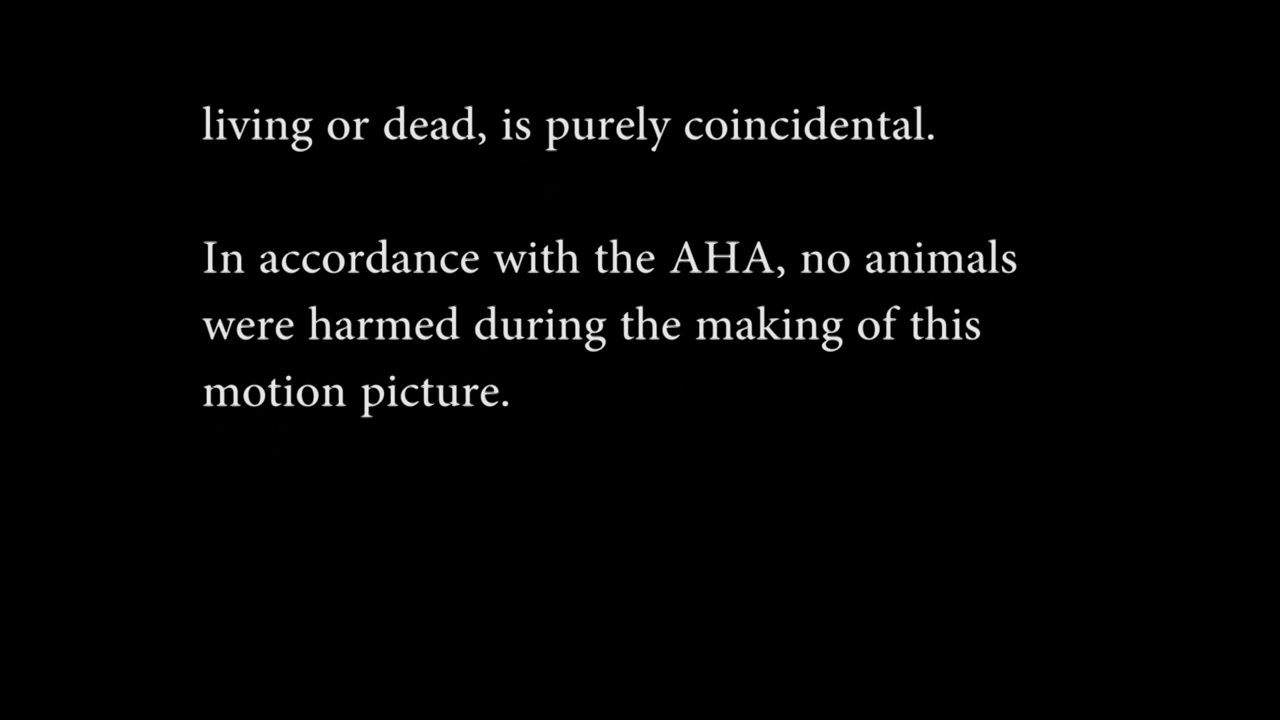 living or dead, is purely coincidental.
In accordance with the AHA, no animals
were harmed during the making of this
motion picture.